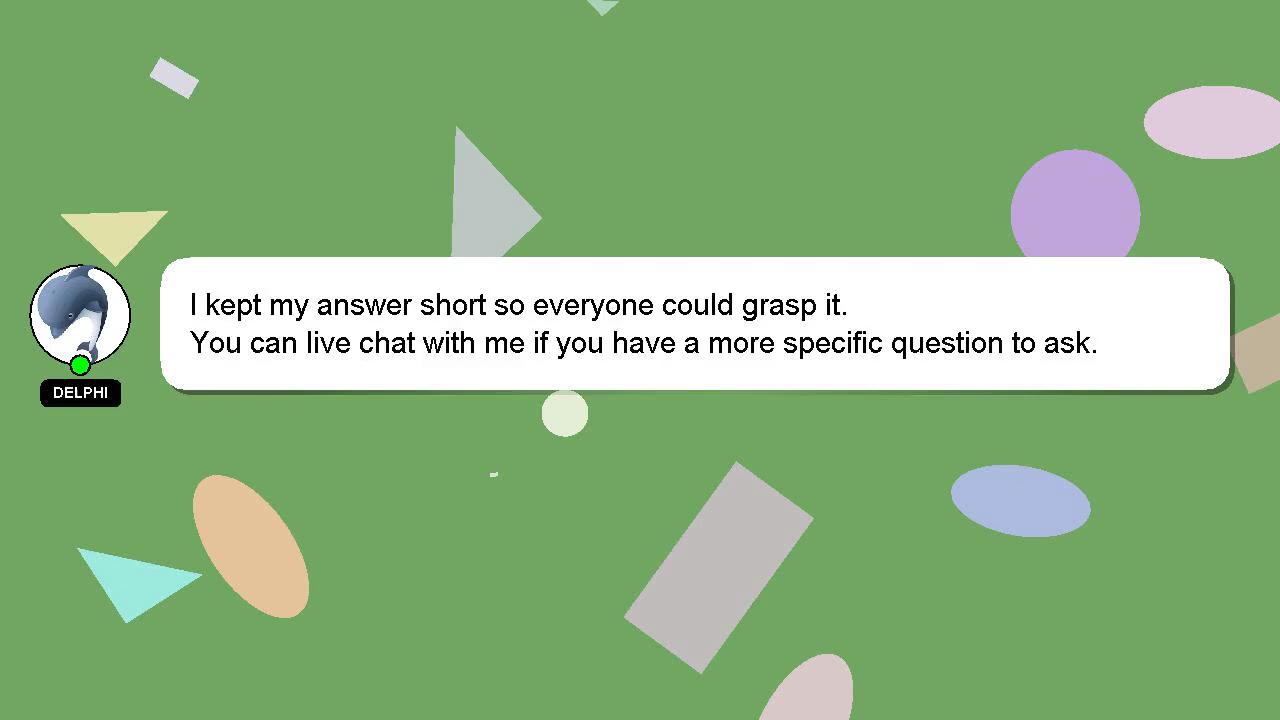 I kept my answer short so everyone could grasp it.
You can live chat with me if you have a more specific question to ask.
DELPHI